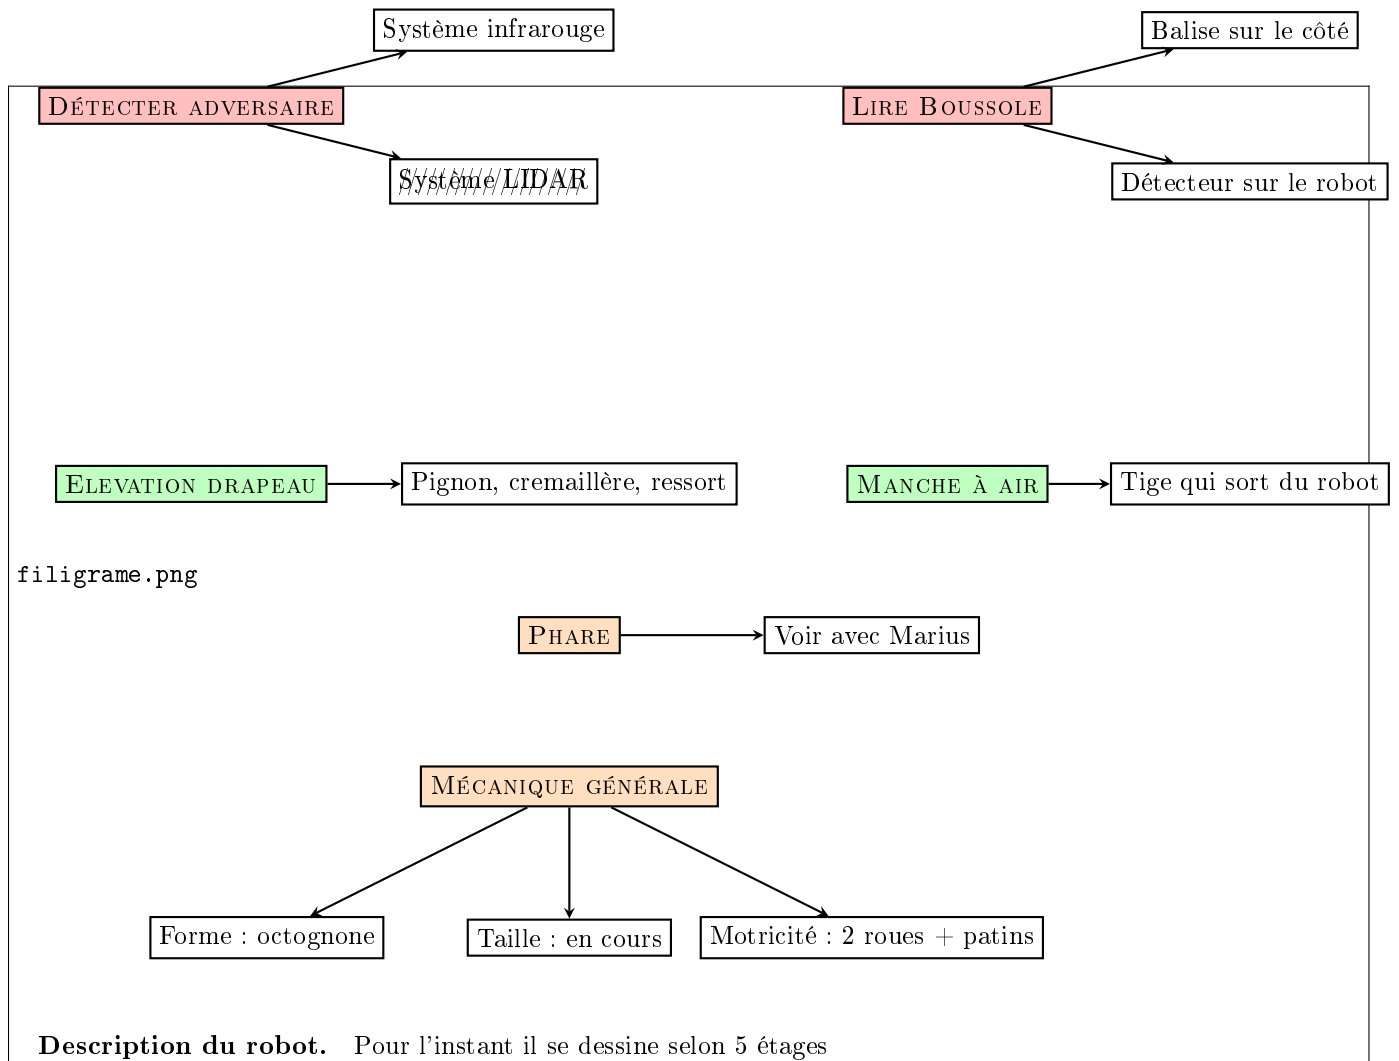 Système infrarouge
Balise sur le côté
Détecter adversaire
Lire Boussole
Système LIDAR
Détecteur sur le robot
Elevation drapeau
Pignon, cremaillère, ressort
Manche à air
Tige qui sort du robot
filigrame.png
Phare
Voir avec Marius
Mécanique générale
Forme : octognone
Taille : en cours
Motricité : 2 roues + patins
Description du robot. Pour l'instant il se dessine selon 5 étages